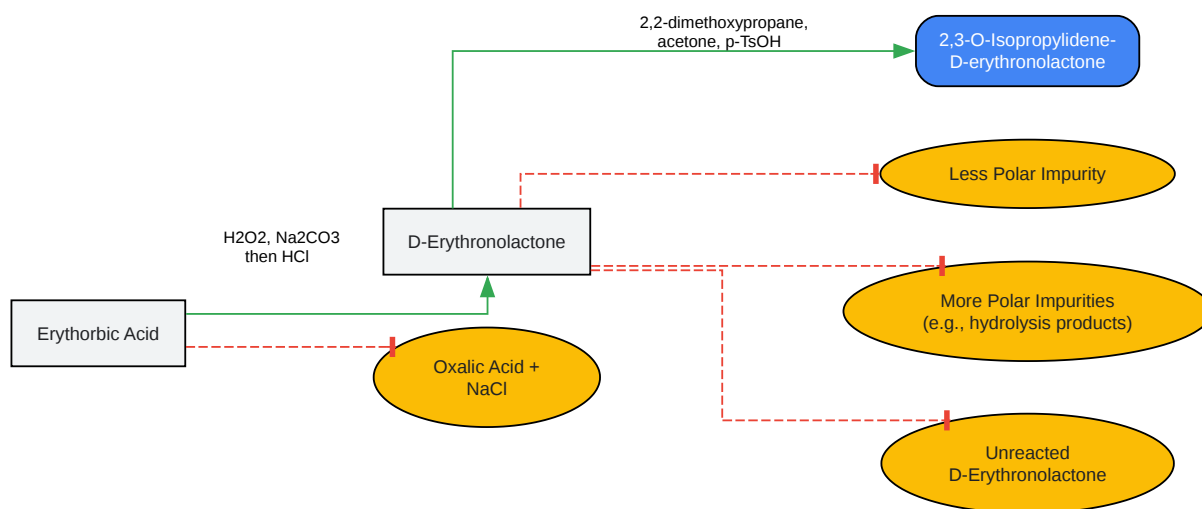 2,2-dimethoxypropane,
acetone, p-TsOH
2,3-O-Isopropylidene-
D-erythronolactone
Less Polar Impurity
H2O2, Na2CO3
then HCl
D-Erythronolactone
More Polar Impurities
(e.g., hydrolysis products)
Erythorbic Acid
Oxalic Acid +
NaCl
Unreacted
D-Erythronolactone